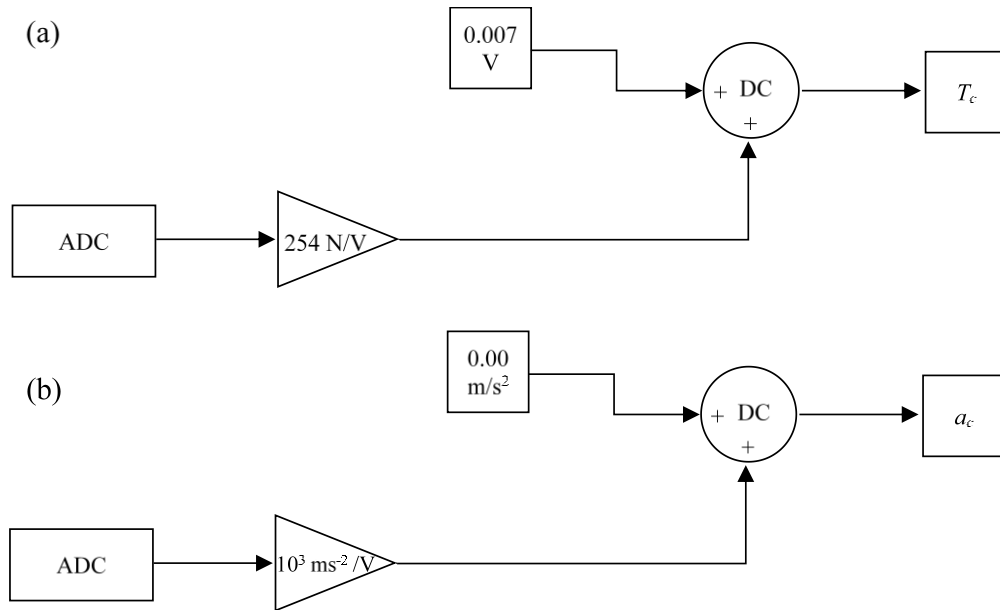 (a)
0.007
V
+ DC
+
T_c
ADC
254 N/V
(b)
0.00
m/s²
+ DC
+
a_c
ADC
10³ ms⁻² /V